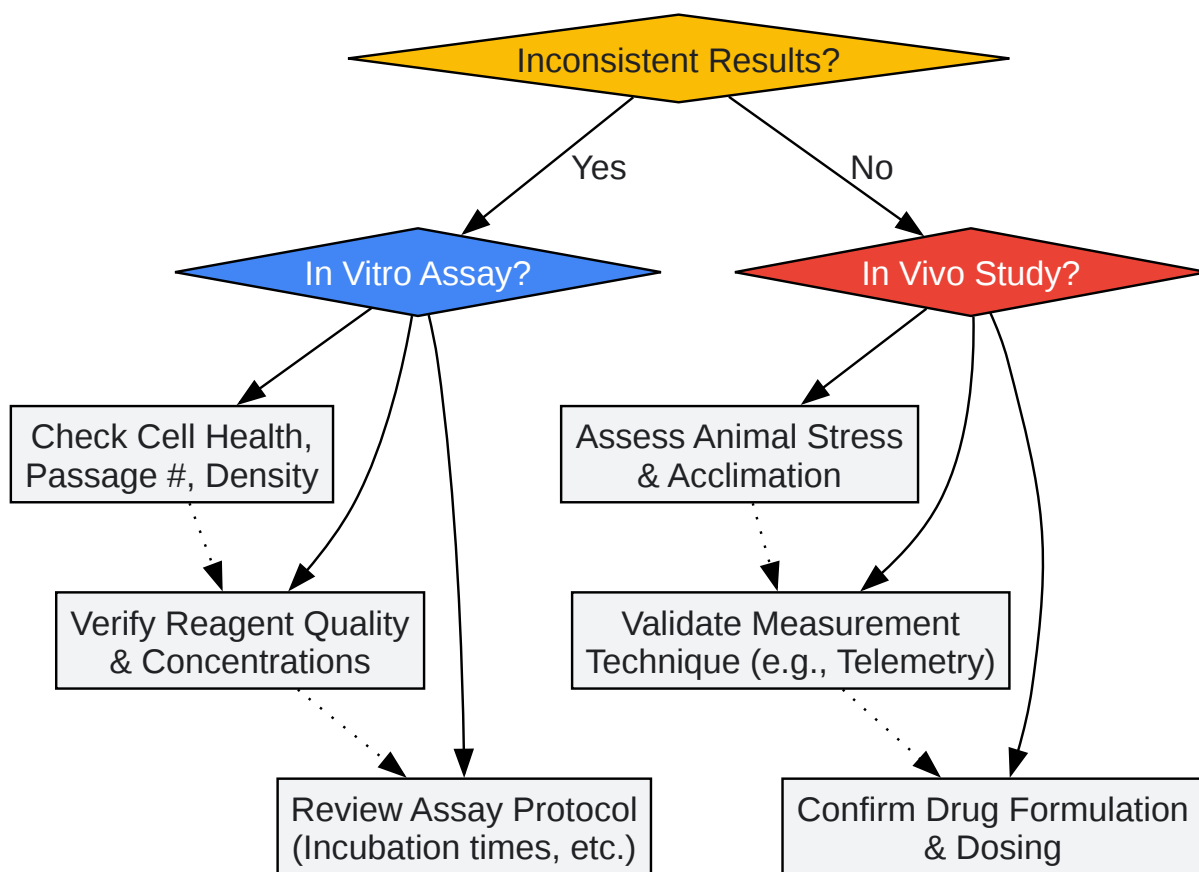 Inconsistent Results?
Yes
No
In Vitro Assay?
In Vivo Study?
Check Cell Health,
Passage #, Density
Assess Animal Stress
& Acclimation
Verify Reagent Quality
& Concentrations
Validate Measurement
Technique (e.g., Telemetry)
Review Assay Protocol
(Incubation times, etc.)
Confirm Drug Formulation
& Dosing